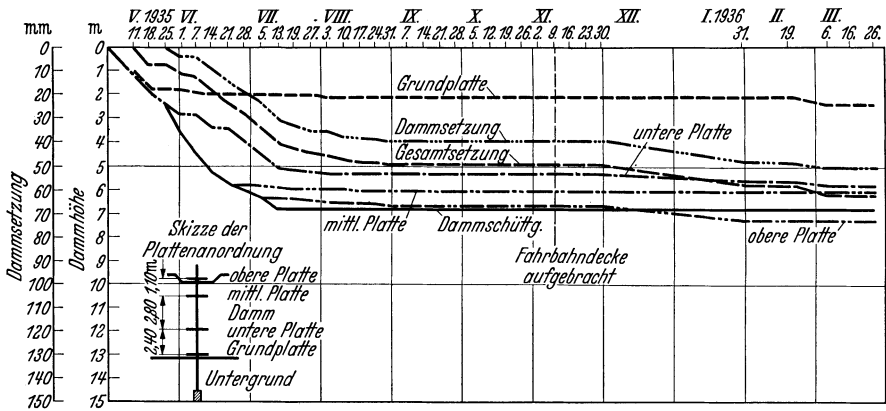 V. 1935 VI. VII. VIII. IX. X. XI. XII. I. 1936 II. III.
mm m 11. 18. 25. 1. 7. 14. 21. 28. 5. 13. 19. 27. 3. 10. 17. 24. 31. 7. 14. 21. 28. 5. 12. 19. 26. 2. 9. 16. 23. 30. 31. 19. 6. 16. 26.
0 0
10 1
20 2
30 3
40 4
50 5
60 6
70 7
80 8
90 9
100 10
110 11
120 12
130 13
140 14
150 15
Dammsetzung
Dammhöhe
Grundplatte
Dammsetzung
untere Platte
Gesamtsetzung
mittl. Platte
Dammschüttg.
obere Platte
Fahrbahndecke
aufgebracht
Skizze der
Plattenanordnung
obere Platte
mittl. Platte
Damm
untere Platte
Grundplatte
Untergrund
2,40 2,80 1,10m